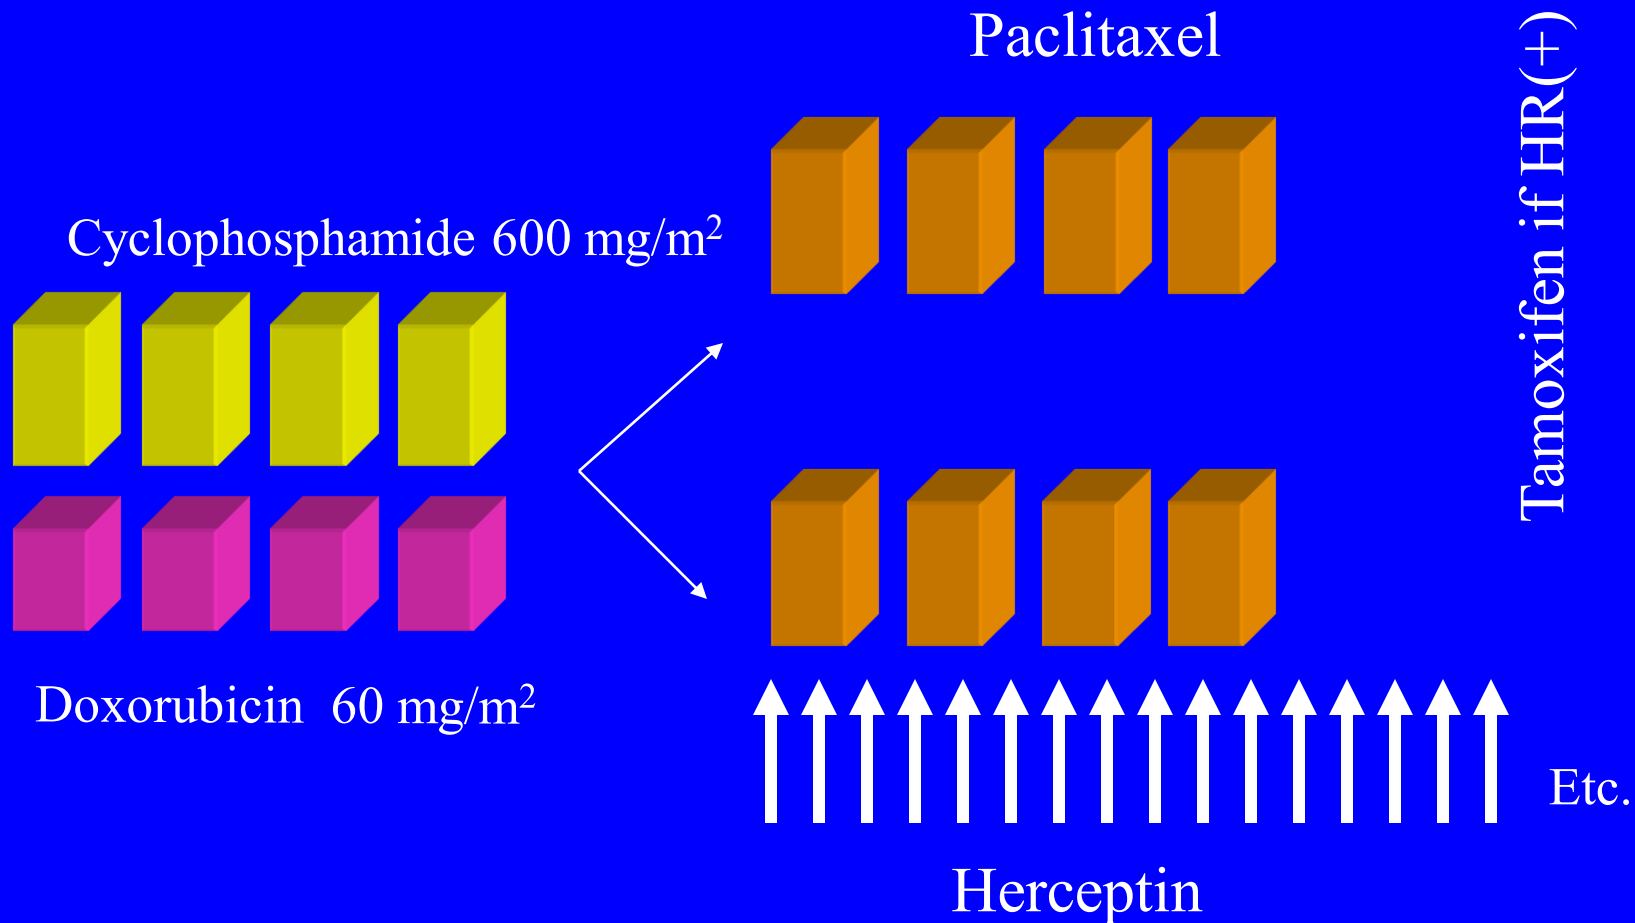 Paclitaxel
Tamoxifen if HR(+)
Cyclophosphamide 600 mg/m²
Doxorubicin 60 mg/m²
Etc.
Herceptin